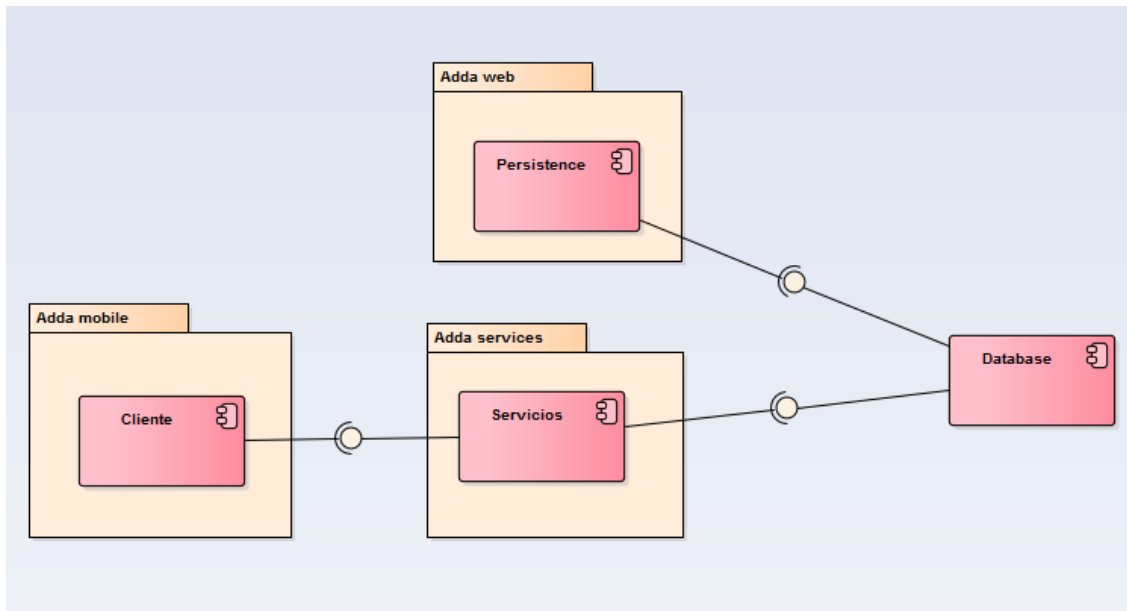 Adda web
Persistence
Adda mobile
Cliente
Adda services
Servicios
Database